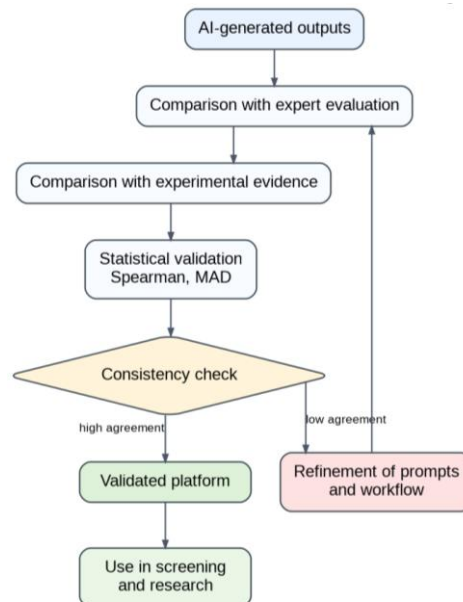 AI-generated outputs
Comparison with expert evaluation
Comparison with experimental evidence
Statistical validation
Spearman, MAD
Consistency check
high agreement
low agreement
Validated platform
Refinement of prompts
and workflow
Use in screening
and research